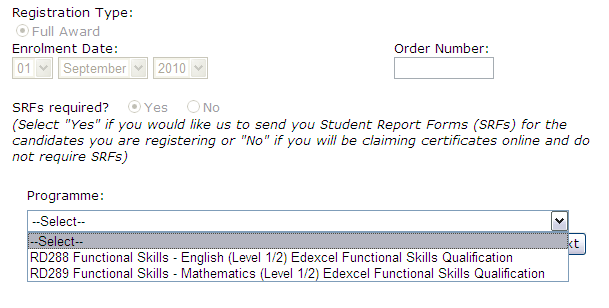 Registration Type:
Full Award
Enrolment Date: Order Number:
01 September 2010
SRFs required? Yes No
(Select "Yes" if you would like us to send you Student Report Forms (SRFs) for the
candidates you are registering or "No" if you will be claiming certificates online and do
not require SRFs)
Programme:
--Select--
--Select--
RD288 Functional Skills - English (Level 1/2) Edexcel Functional Skills Qualification
RD289 Functional Skills - Mathematics (Level 1/2) Edexcel Functional Skills Qualification